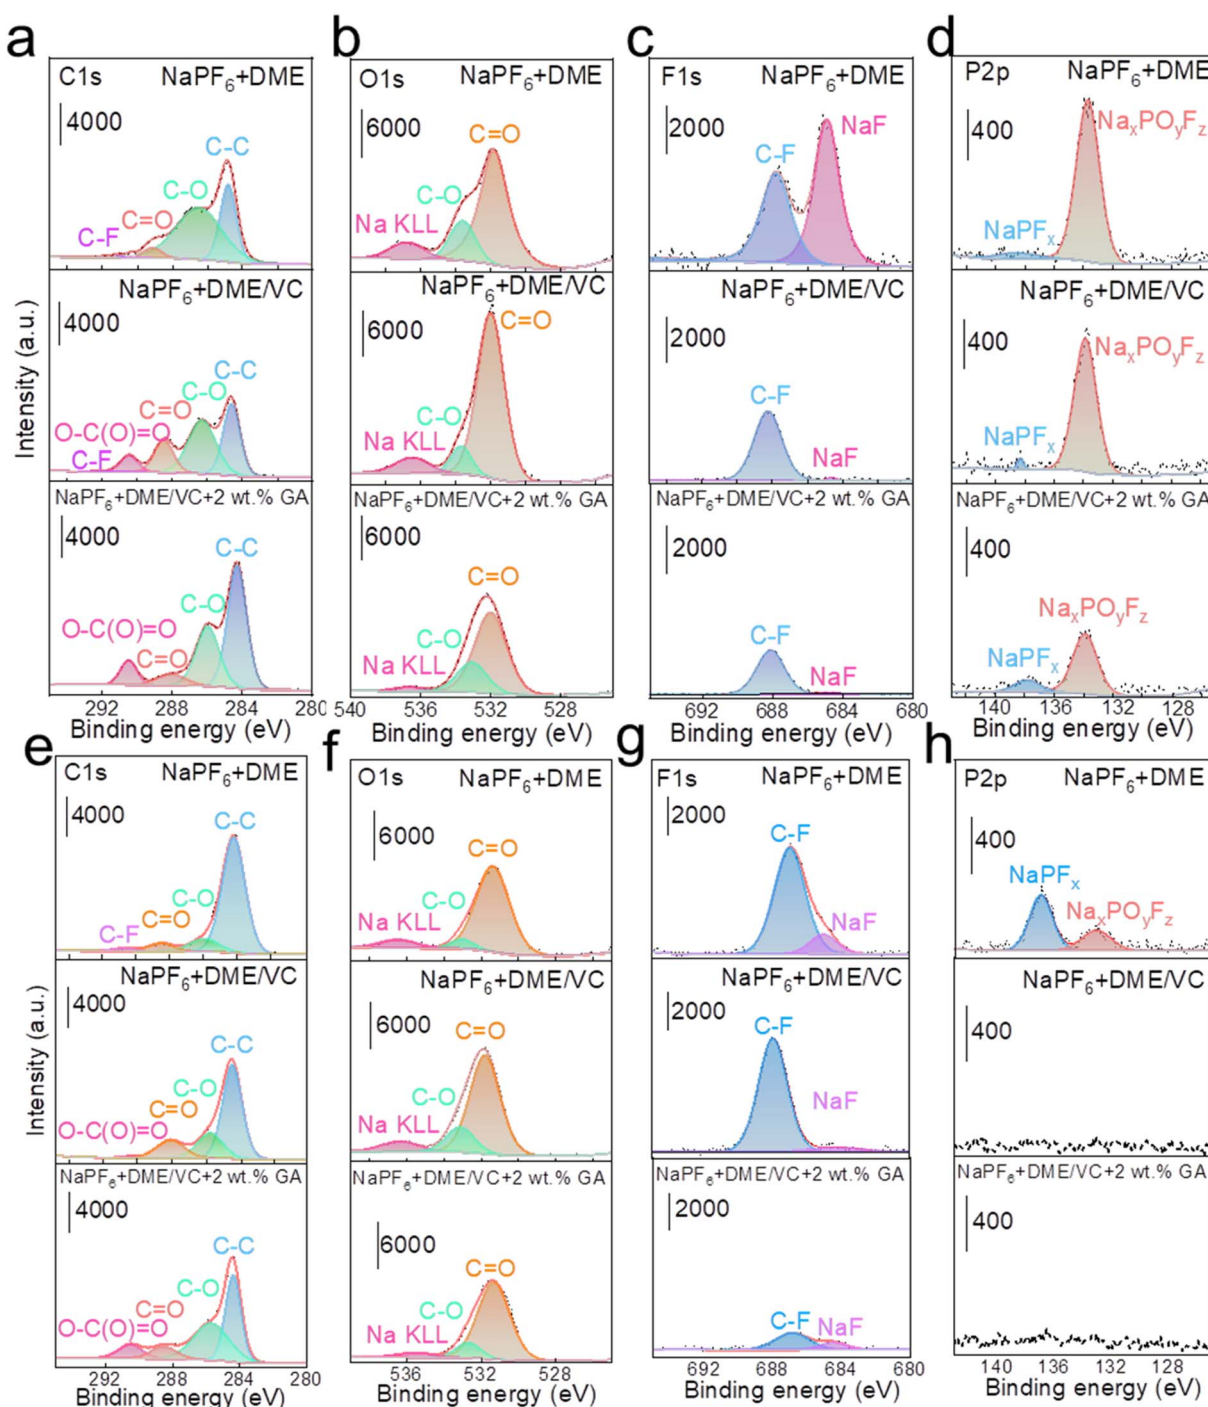 a
C1s NaPF6+DME
4000
C-C
C-O
C=O
C-F
NaPF6+DME/VC
4000
C-C
C-O
C=O
O-C(O)=O
C-F
NaPF6+DME/VC+2 wt.% GA
4000
C-C
C-O
O-C(O)=O
C=O
292 288 284 280
Binding energy (eV)
Intensity (a.u.)
b
O1s NaPF6+DME
6000
C=O
C-O
Na KLL
NaPF6+DME/VC
6000
C=O
C-O
Na KLL
NaPF6+DME/VC+2 wt.% GA
6000
C=O
C-O
Na KLL
540 536 532 528
Binding energy (eV)
c
F1s NaPF6+DME
2000
NaF
C-F
NaPF6+DME/VC
2000
C-F
NaF
NaPF6+DME/VC+2 wt.% GA
2000
C-F
NaF
692 688 684 680
Binding energy (eV)
d
P2p NaPF6+DME
400
NaxPOyFz
NaPFx
NaPF6+DME/VC
400
NaxPOyFz
NaPFx
NaPF6+DME/VC+2 wt.% GA
400
NaxPOyFz
NaPFx
140 136 132 128
Binding energy (eV)
e
C1s NaPF6+DME
4000
C-C
C-O
C=O
C-F
NaPF6+DME/VC
4000
C-C
C-O
C=O
O-C(O)=O
NaPF6+DME/VC+2 wt.% GA
4000
C-C
C-O
C=O
O-C(O)=O
292 288 284 280
Binding energy (eV)
Intensity (a.u.)
f
O1s NaPF6+DME
6000
C=O
C-O
Na KLL
NaPF6+DME/VC
6000
C=O
C-O
Na KLL
NaPF6+DME/VC+2 wt.% GA
6000
C=O
C-O
Na KLL
536 532 528
Binding energy (eV)
g
F1s NaPF6+DME
2000
C-F
NaF
NaPF6+DME/VC
2000
C-F
NaF
NaPF6+DME/VC+2 wt.% GA
2000
C-F
NaF
692 688 684 680
Binding energy (eV)
h
P2p NaPF6+DME
400
NaPFx
NaxPOyFz
NaPF6+DME/VC
400
NaPF6+DME/VC+2 wt.% GA
400
140 136 132 128
Binding energy (eV)